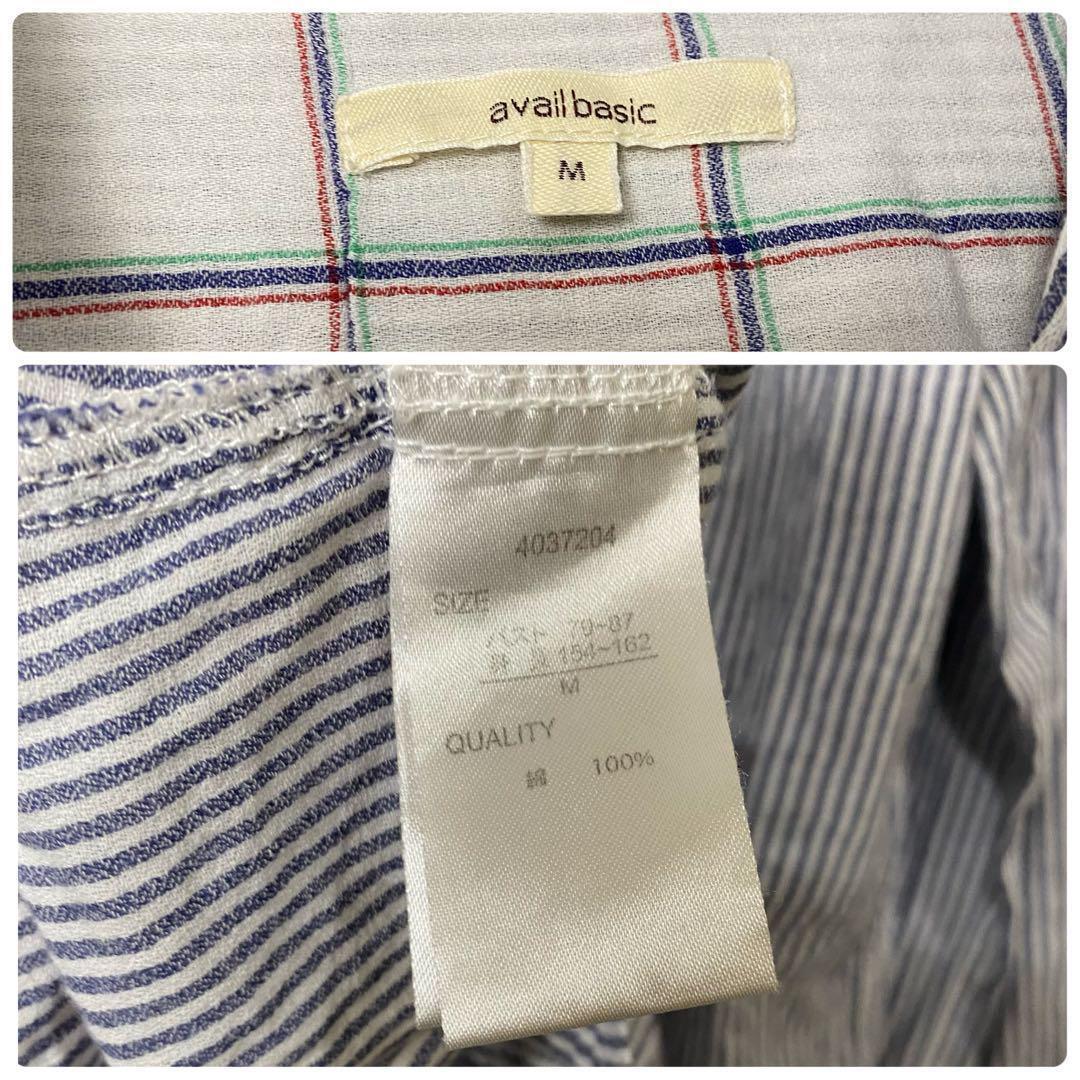 avail basic
M
4037204
SIZE
バスト 79~87
身長 154~162
M
QUALITY
綿 100%